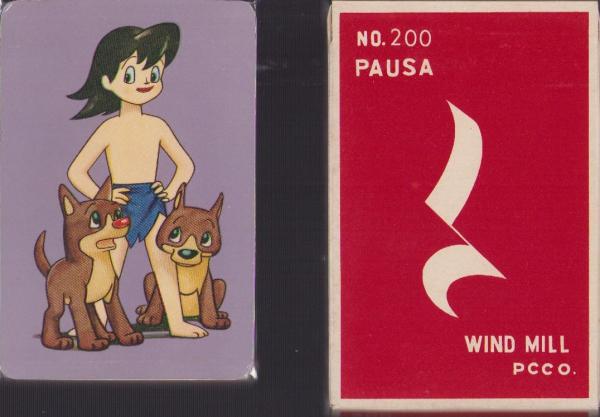 NO. 200
PAUSA
WIND MILL
PCCO.